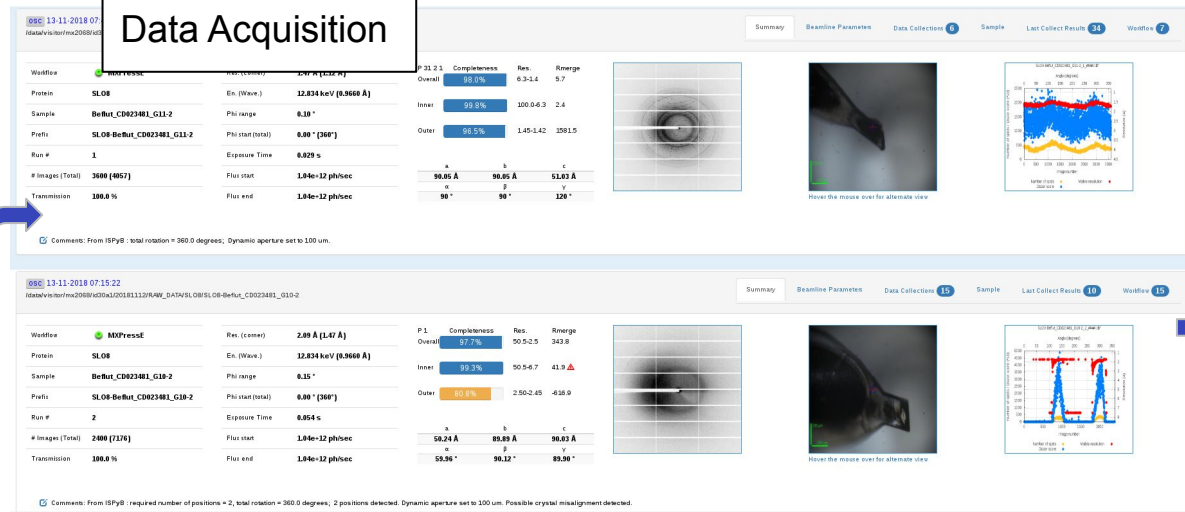 Data Acquisition
osc 13-11-2018 07:
/data/visitor/mx2068/id3
Summary Beamline Parameters Data Collections 6 Sample Last Collect Results 34 Workflow 7
Workflow MXPressE
Protein SLO8
Sample Beflut_CD023481_G11-2
Prefix SLO8-Beflut_CD023481_G11-2
Run # 1
# Images (Total) 3600 (4057)
Transmission 100.0 %
Res. (corner) 1.47 Å (1.12 Å)
En. (Wave.) 12.834 keV (0.9660 Å)
Phi range 0.10 °
Phi start(total) 0.00 ° (360°)
Exposure Time 0.029 s
Flux start 1.04e+12 ph/sec
Flux end 1.04e+12 ph/sec
P 31 2 1 Completeness Res. Rmerge
Overall 98.0% 6.3-1.4 5.7
Inner 99.8% 100.0-6.3 2.4
Outer 96.5% 1.45-1.42 1581.5
a b c
90.05 Å 90.05 Å 51.03 Å
α β γ
90 ° 90 ° 120 °
Hover the mouse over for alternate view
Comments: From ISPyB : total rotation = 360.0 degrees; Dynamic aperture set to 100 um.
osc 13-11-2018 07:15:22
/data/visitor/mx2068/id30a1/20181112/RAW_DATA/SLO8/SLO8-Beflut_CD023481_G10-2
Summary Beamline Parameters Data Collections 15 Sample Last Collect Results 10 Workflow 15
Workflow MXPressE
Protein SLO8
Sample Beflut_CD023481_G10-2
Prefix SLO8-Beflut_CD023481_G10-2
Run # 2
# Images (Total) 2400 (7176)
Transmission 100.0 %
Res. (corner) 2.09 Å (1.47 Å)
En. (Wave.) 12.834 keV (0.9660 Å)
Phi range 0.15 °
Phi start(total) 0.00 ° (360°)
Exposure Time 0.054 s
Flux start 1.04e+12 ph/sec
Flux end 1.04e+12 ph/sec
P 1 Completeness Res. Rmerge
Overall 97.7% 50.5-2.5 343.8
Inner 99.3% 50.5-6.7 41.9
Outer 80.8% 2.50-2.45 -616.9
a b c
50.24 Å 89.89 Å 90.03 Å
α β γ
59.96 ° 90.12 ° 89.90 °
Hover the mouse over for alternate view
Comments: From ISPyB : required number of positions = 2, total rotation = 360.0 degrees; 2 positions detected. Dynamic aperture set to 100 um. Possible crystal misalignment detected.